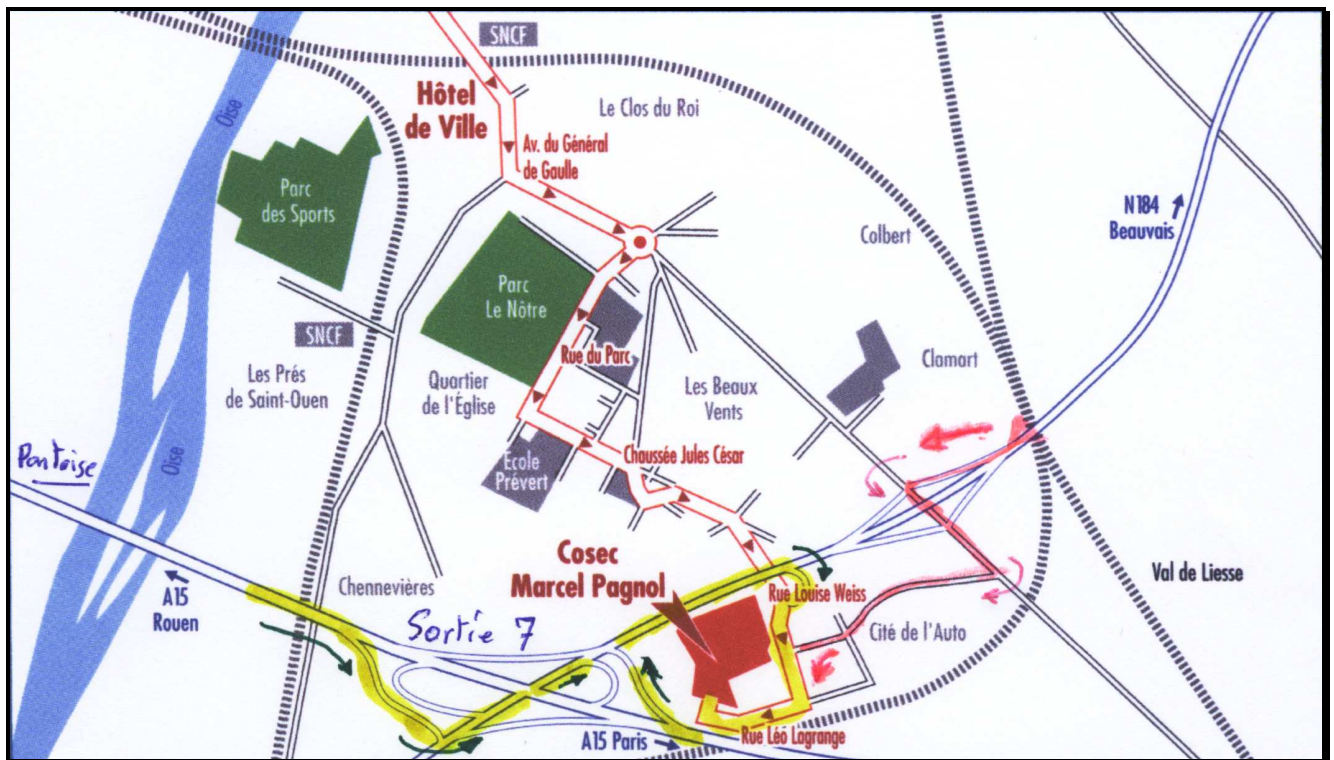 SNCF
Hôtel
de Ville
Le Clos du Roi
Oise
Av. du Général
de Gaulle
Parc
des Sports
N184
Beauvais
Colbert
Parc
Le Nôtre
SNCF
Rue du Parc
Clamart
Les Prés
de Saint-Ouen
Quartier
de l'Église
Les Beaux
Vents
Pontoise
Oise
Ecole
Prévert
Chaussée Jules César
Cosec
Marcel Pagnol
A15
Rouen
Chennevières
Rue Louise Weiss
Val de Liesse
Sortie 7
Cité de l'Auto
A15 Paris
Rue Léo Lagrange